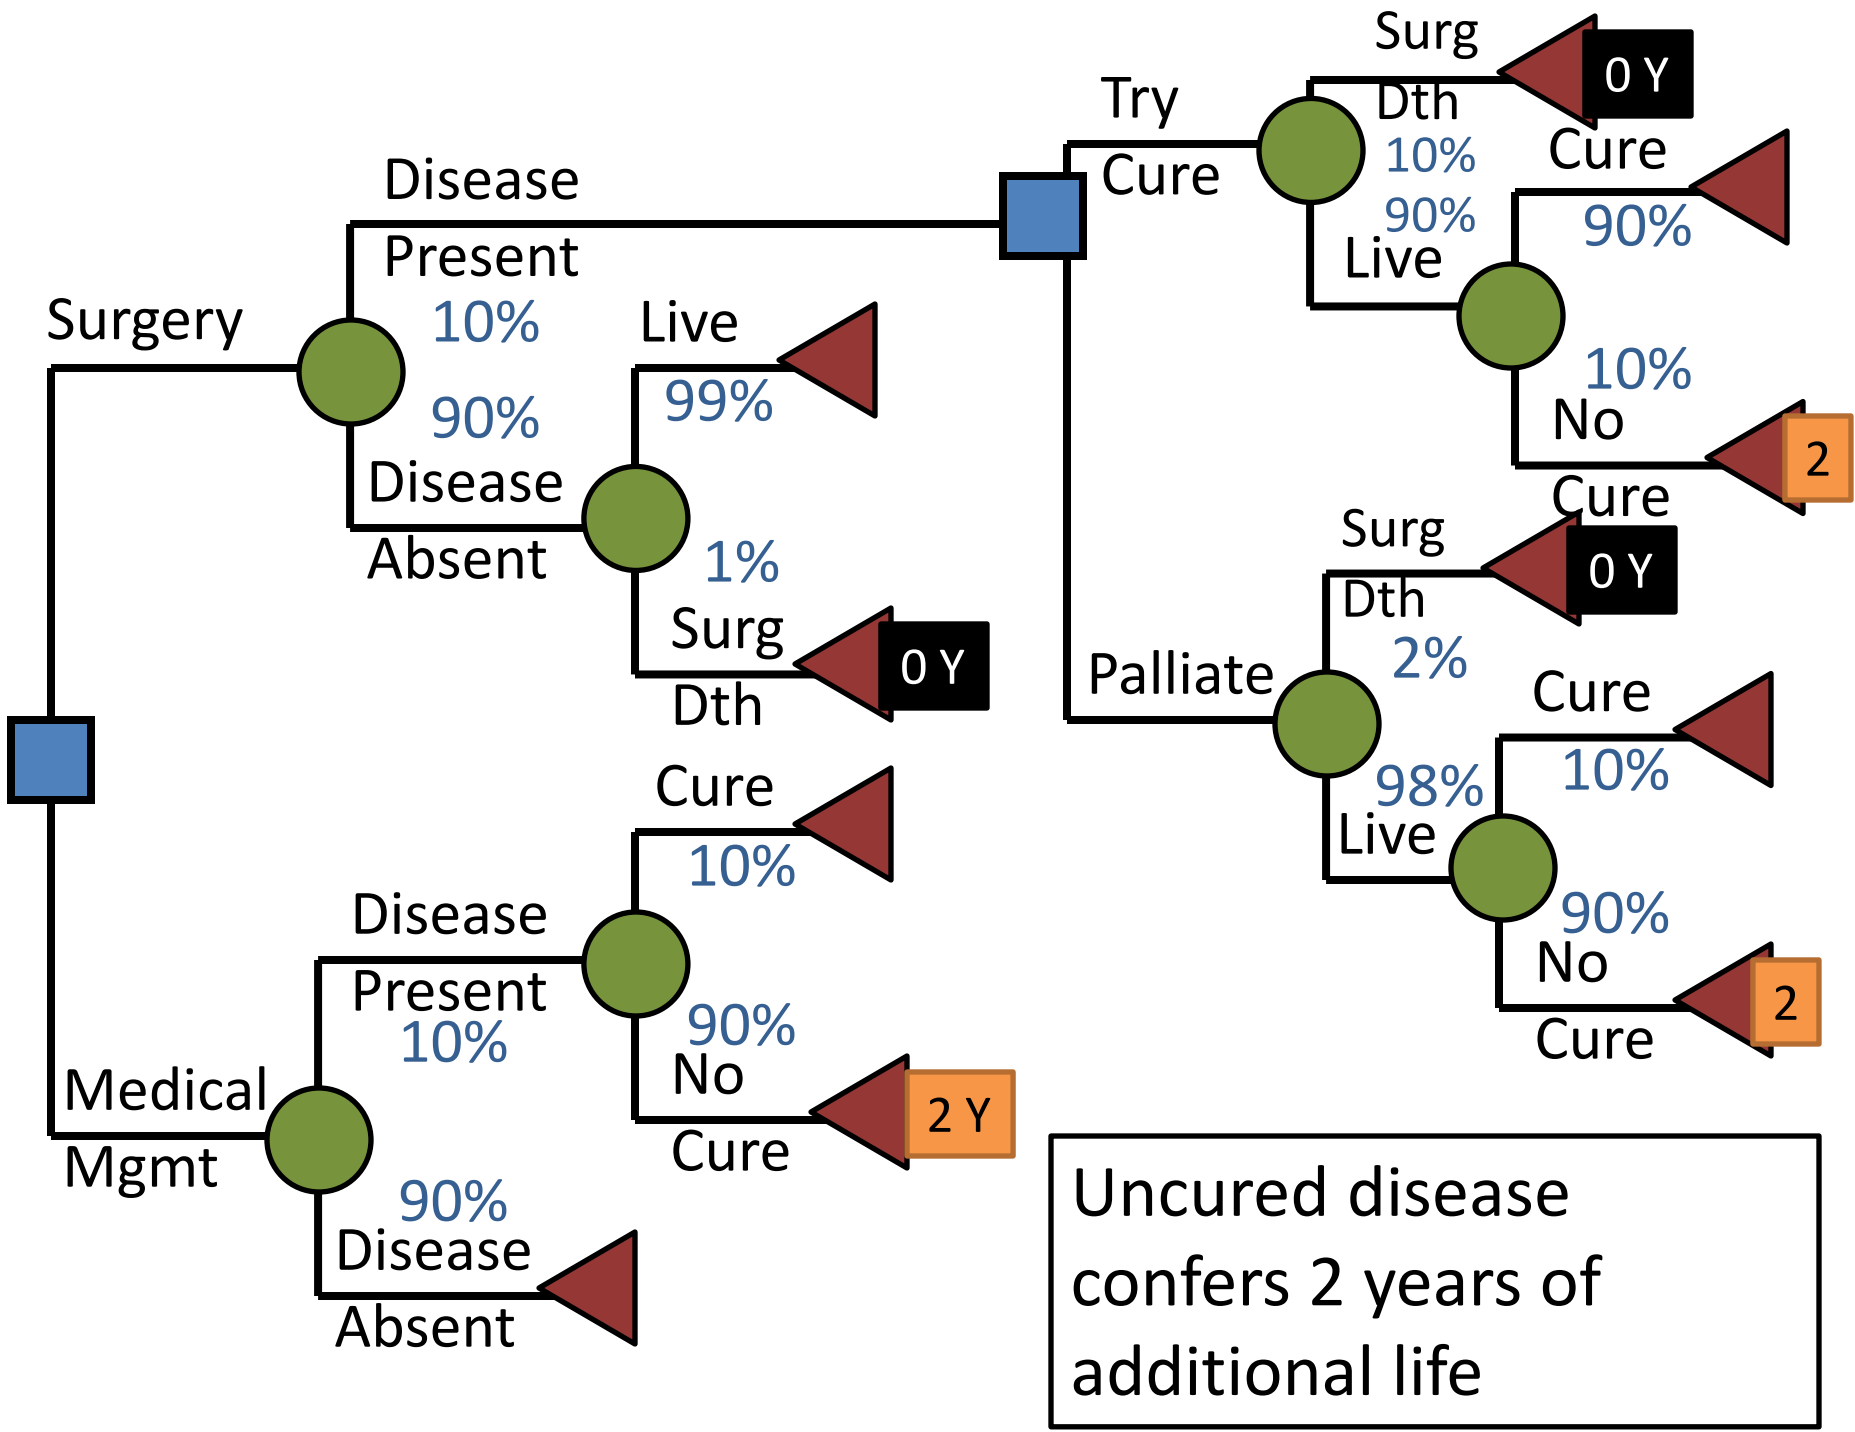 Surg
Dth
0 Y
10%
90%
Try
Cure
Live
Cure
90%
10%
No
Cure
2
Disease
Present
10%
Surgery
90%
Disease
Absent
Live
99%
1%
Surg
Dth
0 Y
Surg
Dth
0 Y
2%
Palliate
98%
Live
Cure
10%
90%
No
Cure
2
Cure
10%
Disease
Present
10%
90%
No
Cure
2 Y
Medical
Mgmt
90%
Disease
Absent
Uncured disease
confers 2 years of
additional life